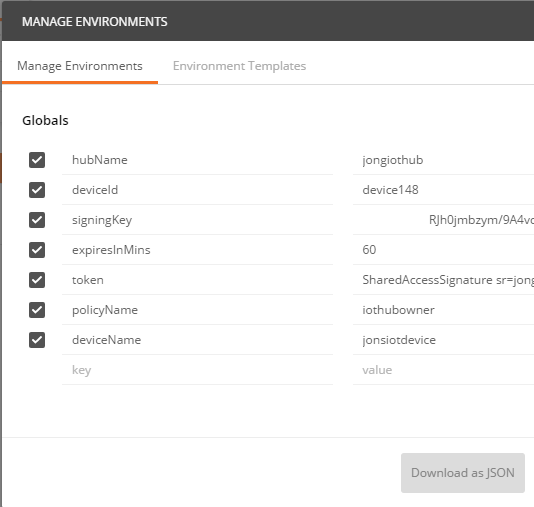 MANAGE ENVIRONMENTS
Manage Environments Environment Templates
Globals
hubName jongiothub
deviceId device148
signingKey RJh0jmbzym/9A4vc
expiresInMins 60
token SharedAccessSignature sr=jong
policyName iothubowner
deviceName jonsiotdevice
key value
Download as JSON